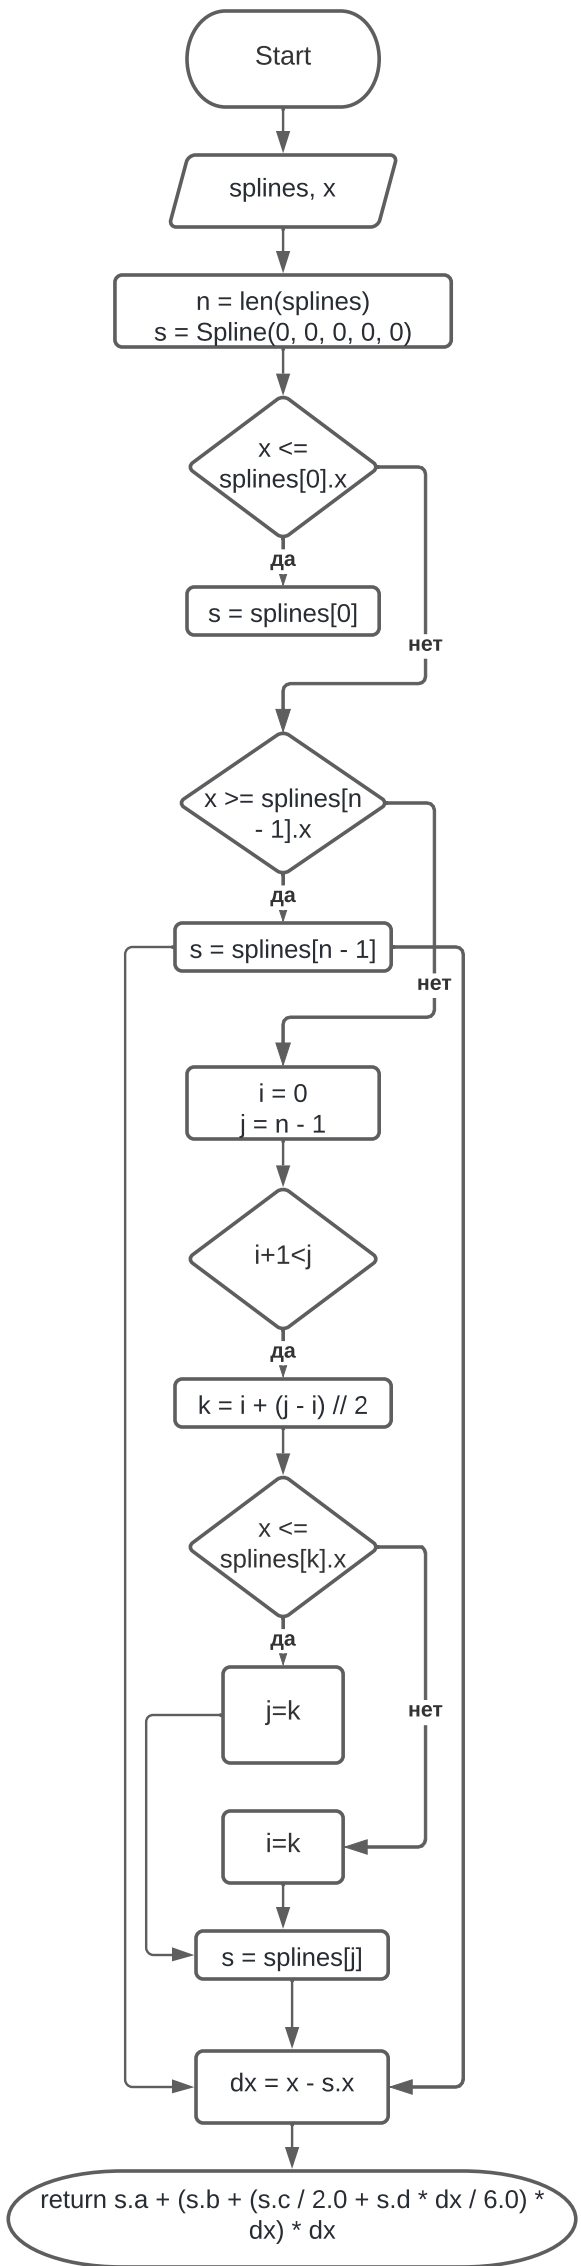 Start
splines, x
n = len(splines)
s = Spline(0, 0, 0, 0, 0)
x <=
splines[0].x
да
s = splines[0]
нет
x >= splines[n
- 1].x
да
s = splines[n - 1]
нет
i = 0
j = n - 1
i+1<j
да
k = i + (j - i) // 2
x <=
splines[k].x
да
j=k
нет
i=k
s = splines[j]
dx = x - s.x
return s.a + (s.b + (s.c / 2.0 + s.d * dx / 6.0) *
dx) * dx